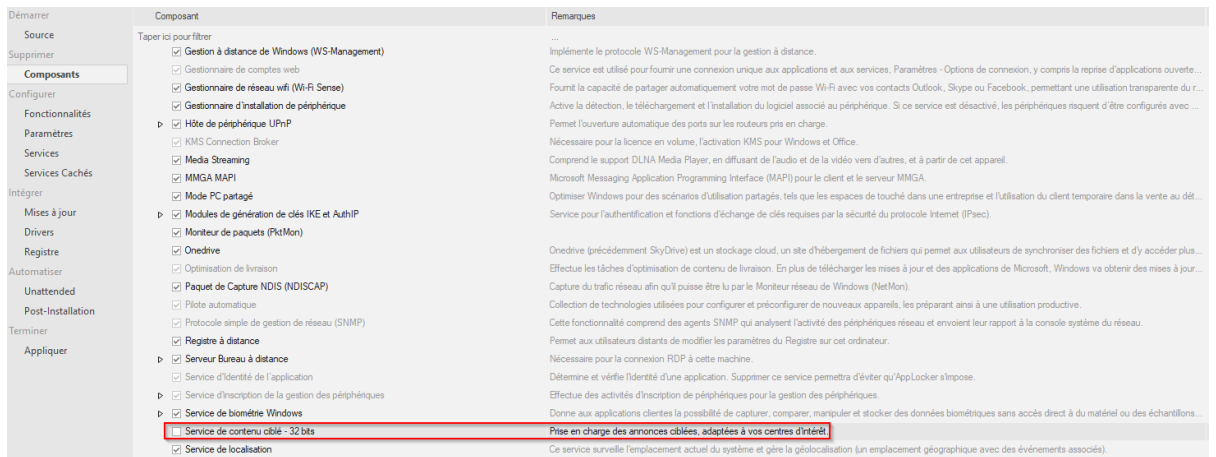 Démarrer
Source
Supprimer
Composants
Configurer
Fonctionnalités
Paramètres
Services
Services Cachés
Intégrer
Mises à jour
Drivers
Registre
Automatiser
Unattended
Post-Installation
Terminer
Appliquer
Composant Remarques
Taper ici pour filtrer ...
Gestion à distance de Windows (WS-Management) Implémente le protocole WS-Management pour la gestion à distance.
Gestionnaire de comptes web Ce service est utilisé pour fournir une connexion unique aux applications et aux services, Paramètres - Options de connexion, y compris la reprise d'applications ouverte...
Gestionnaire de réseau wifi (Wi-Fi Sense) Fournit la capacité de partager automatiquement votre mot de passe Wi-Fi avec vos contacts Outlook, Skype ou Facebook, permettant une utilisation transparente du r...
Gestionnaire d'installation de périphérique Active la détection, le téléchargement et l'installation du logiciel associé au périphérique. Si ce service est désactivé, les périphériques risquent d'être configurés avec ...
Hôte de périphérique UPnP Permet l'ouverture automatique des ports sur les routeurs pris en charge.
KMS Connection Broker Nécessaire pour la licence en volume, l'activation KMS pour Windows et Office.
Media Streaming Comprend le support DLNA Media Player, en diffusant de l'audio et de la vidéo vers d'autres, et à partir de cet appareil.
MMGA MAPI Microsoft Messaging Application Programming Interface (MAPI) pour le client et le serveur MMGA.
Mode PC partagé Optimiser Windows pour des scénarios d'utilisation partagés, tels que les espaces de touché dans une entreprise et l'utilisation du client temporaire dans la vente au dét...
Modules de génération de clés IKE et AuthIP Service pour l'authentification et fonctions d'échange de clés requises par la sécurité du protocole Internet (IPsec).
Moniteur de paquets (PktMon)
Onedrive Onedrive (précédemment SkyDrive) est un stockage cloud, un site d'hébergement de fichiers qui permet aux utilisateurs de synchroniser des fichiers et d'y accéder plus...
Optimisation de livraison Effectue les tâches d'optimisation de contenu de livraison. En plus de télécharger les mises à jour et des applications de Microsoft, Windows va obtenir des mises à jour...
Paquet de Capture NDIS (NDISCAP) Capture du trafic réseau afin qu'il puisse être lu par le Moniteur réseau de Windows (NetMon).
Pilote automatique Collection de technologies utilisées pour configurer et préconfigurer de nouveaux appareils, les préparant ainsi à une utilisation productive.
Protocole simple de gestion de réseau (SNMP) Cette fonctionnalité comprend des agents SNMP qui analysent l'activité des périphériques réseau et envoient leur rapport à la console système du réseau.
Registre à distance Permet aux utilisateurs distants de modifier les paramètres du Registre sur cet ordinateur.
Serveur Bureau à distance Nécessaire pour la connexion RDP à cette machine.
Service d'Identité de l'application Détermine et vérifie l'identité d'une application. Supprimer ce service permettra d'éviter qu'AppLocker s'impose.
Service d'inscription de la gestion des périphériques Effectue des activités d'inscription de périphériques pour la gestion des périphériques.
Service de biométrie Windows Donne aux applications clientes la possibilité de capturer, comparer, manipuler et stocker des données biométriques sans accès direct à du matériel ou des échantillons...
Service de contenu ciblé - 32 bits Prise en charge des annonces ciblées, adaptées à vos centres d'intérêt.
Service de localisation Ce service surveille l'emplacement actuel du système et gère la géolocalisation (un emplacement géographique avec des événements associés).